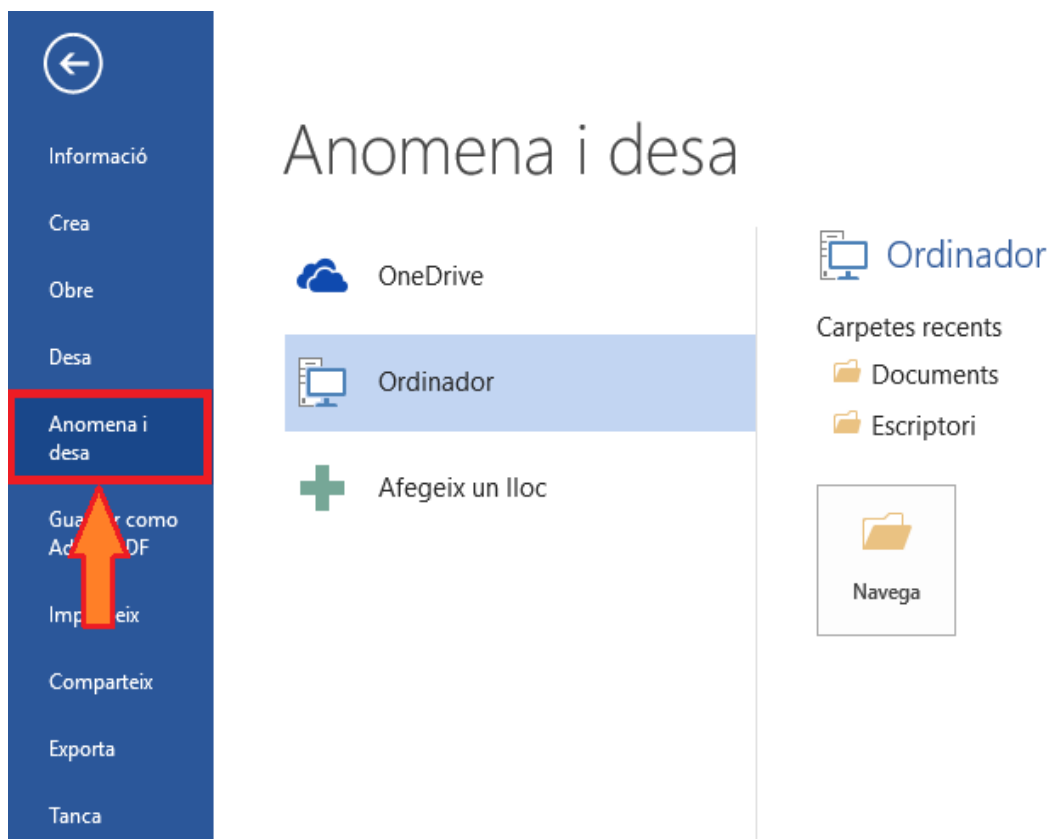 Informació
Crea
Obre
Desa
Anomena i
desa
como
DF
Comparteix
Exporta
Tanca
Anomena i desa
OneDrive
Ordinador
Afegeix un lloc
Ordinador
Carpetes recents
Documents
Escriptori
Navega